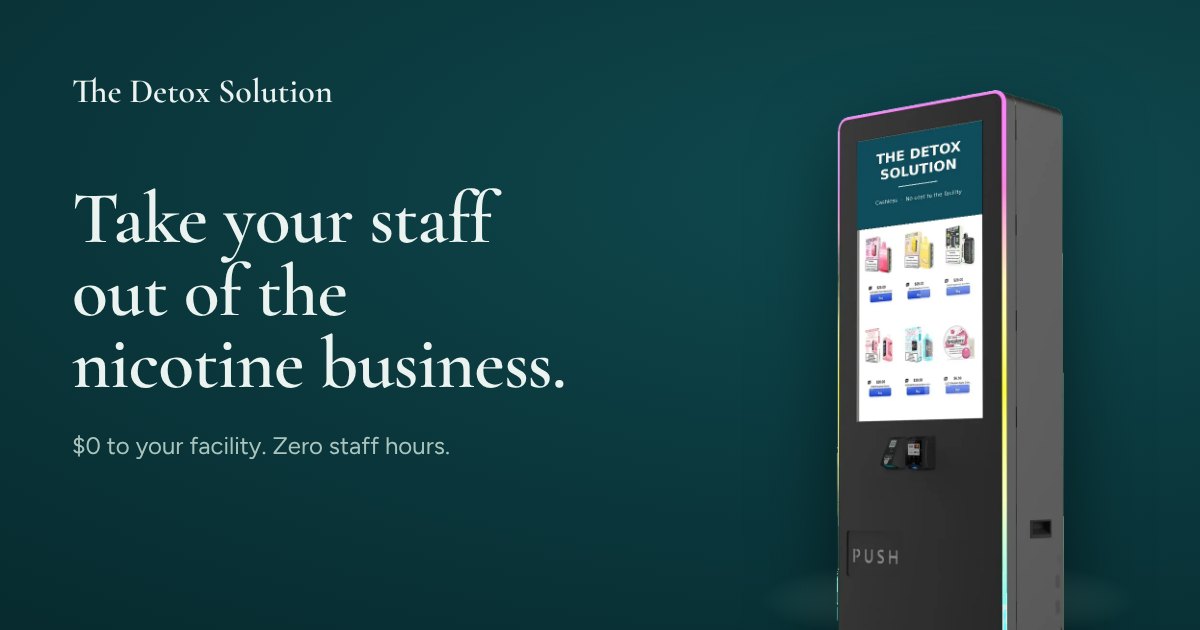 The Detox Solution
Take your staff
out of the
nicotine business.
$0 to your facility. Zero staff hours.
THE DETOX
SOLUTION
Cashless No cost to the facility
PUSH